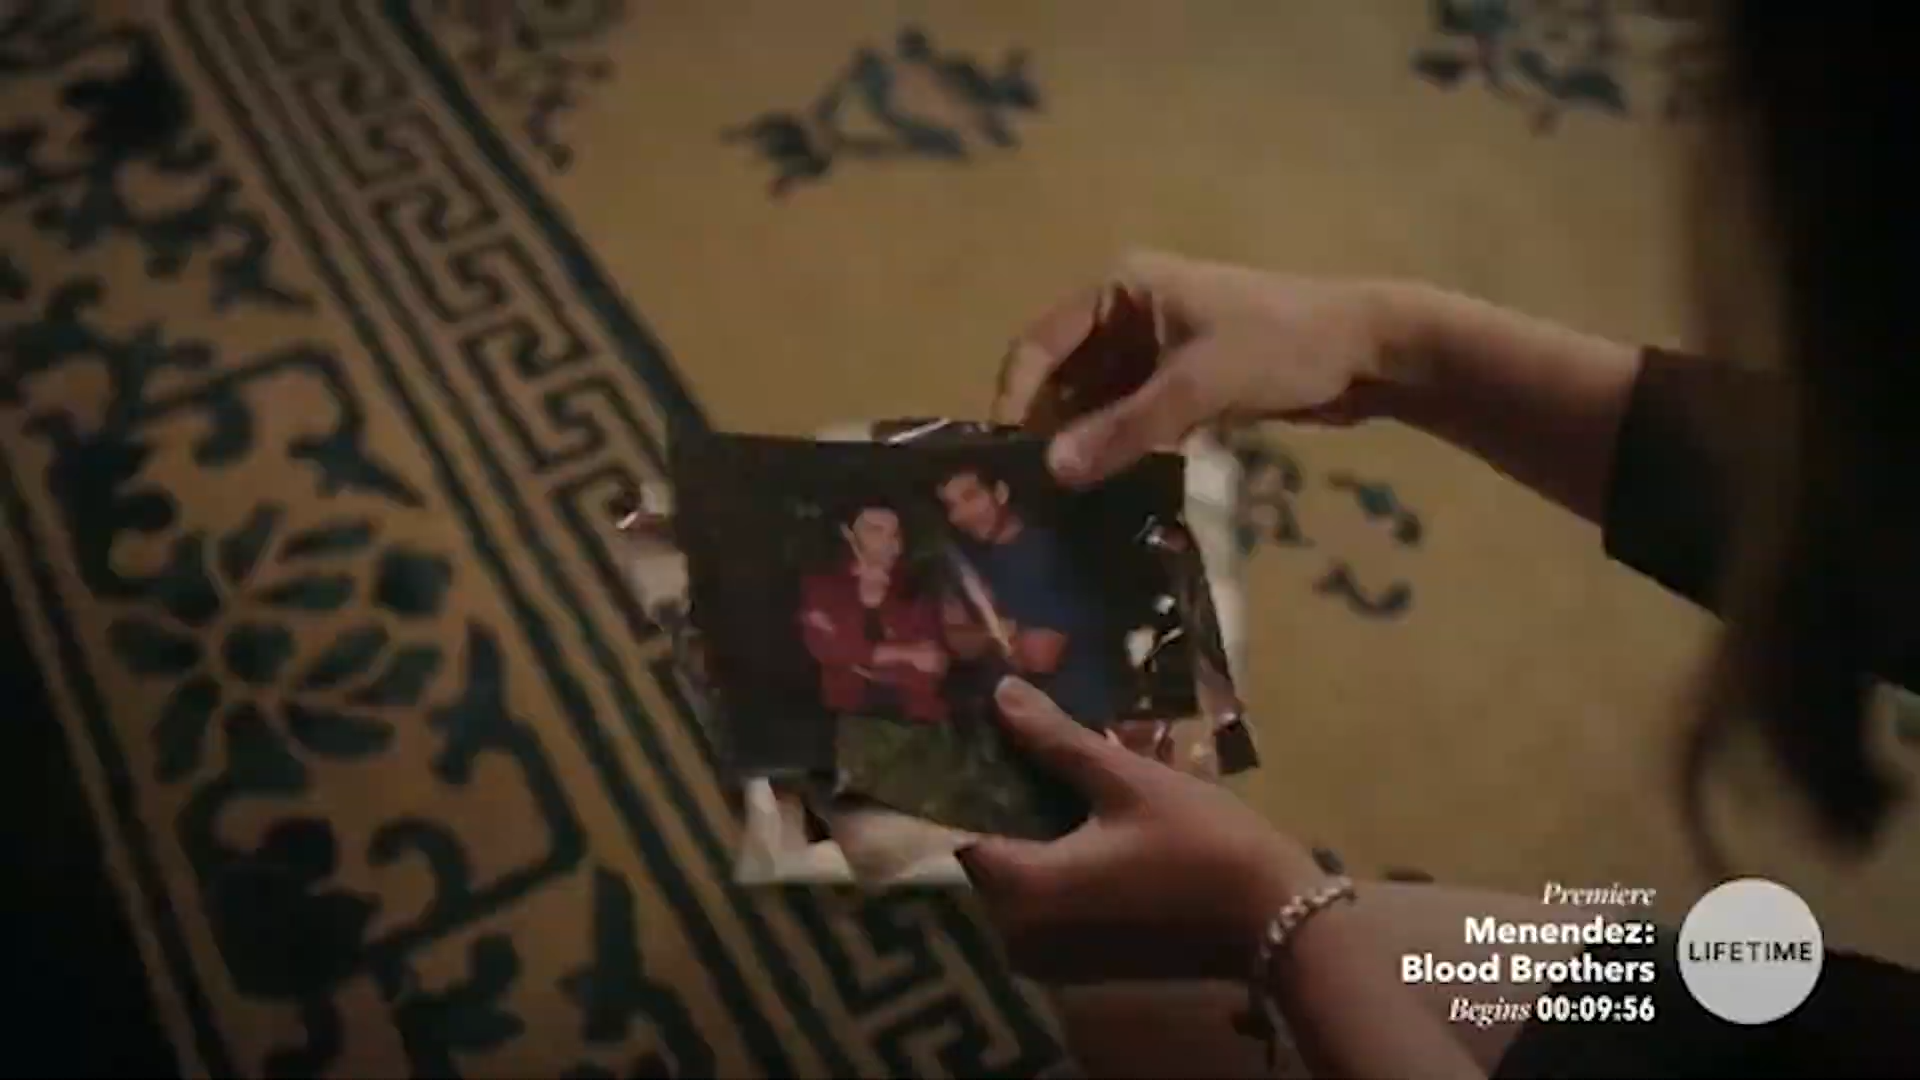 Premiere
Menendez:
Blood Brothers
Begins 00:09:56
LIFETIME